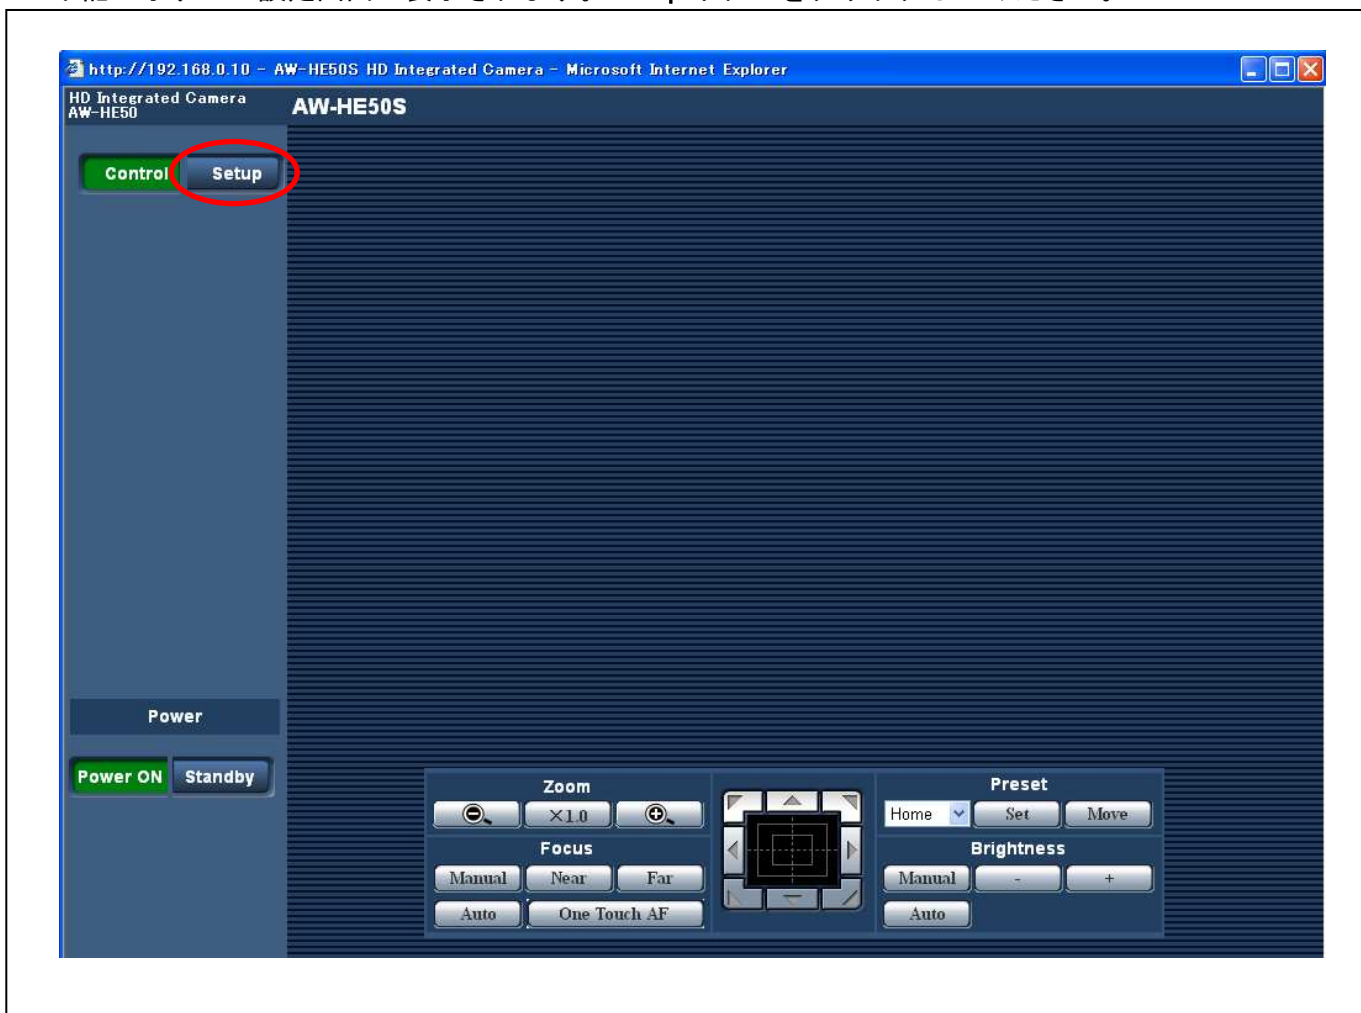 http://192.168.0.10 - AW-HE50S HD Integrated Camera - Microsoft Internet Explorer
HD Integrated Camera
AW-HE50
AW-HE50S
Control Setup
Power
Power ON Standby
Zoom
×1.0
Focus
Manual Near Far
Auto One Touch AF
Preset
Home Set Move
Brightness
Manual - +
Auto